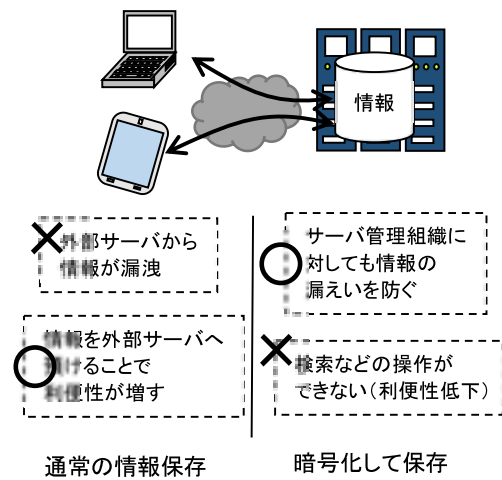 情報
外部サーバから
情報が漏洩
サーバ管理組織に
対しても情報の
漏えいを防ぐ
情報を外部サーバへ
預けることで
利便性が増す
検索などの操作が
できない(利便性低下)
通常の情報保存
暗号化して保存